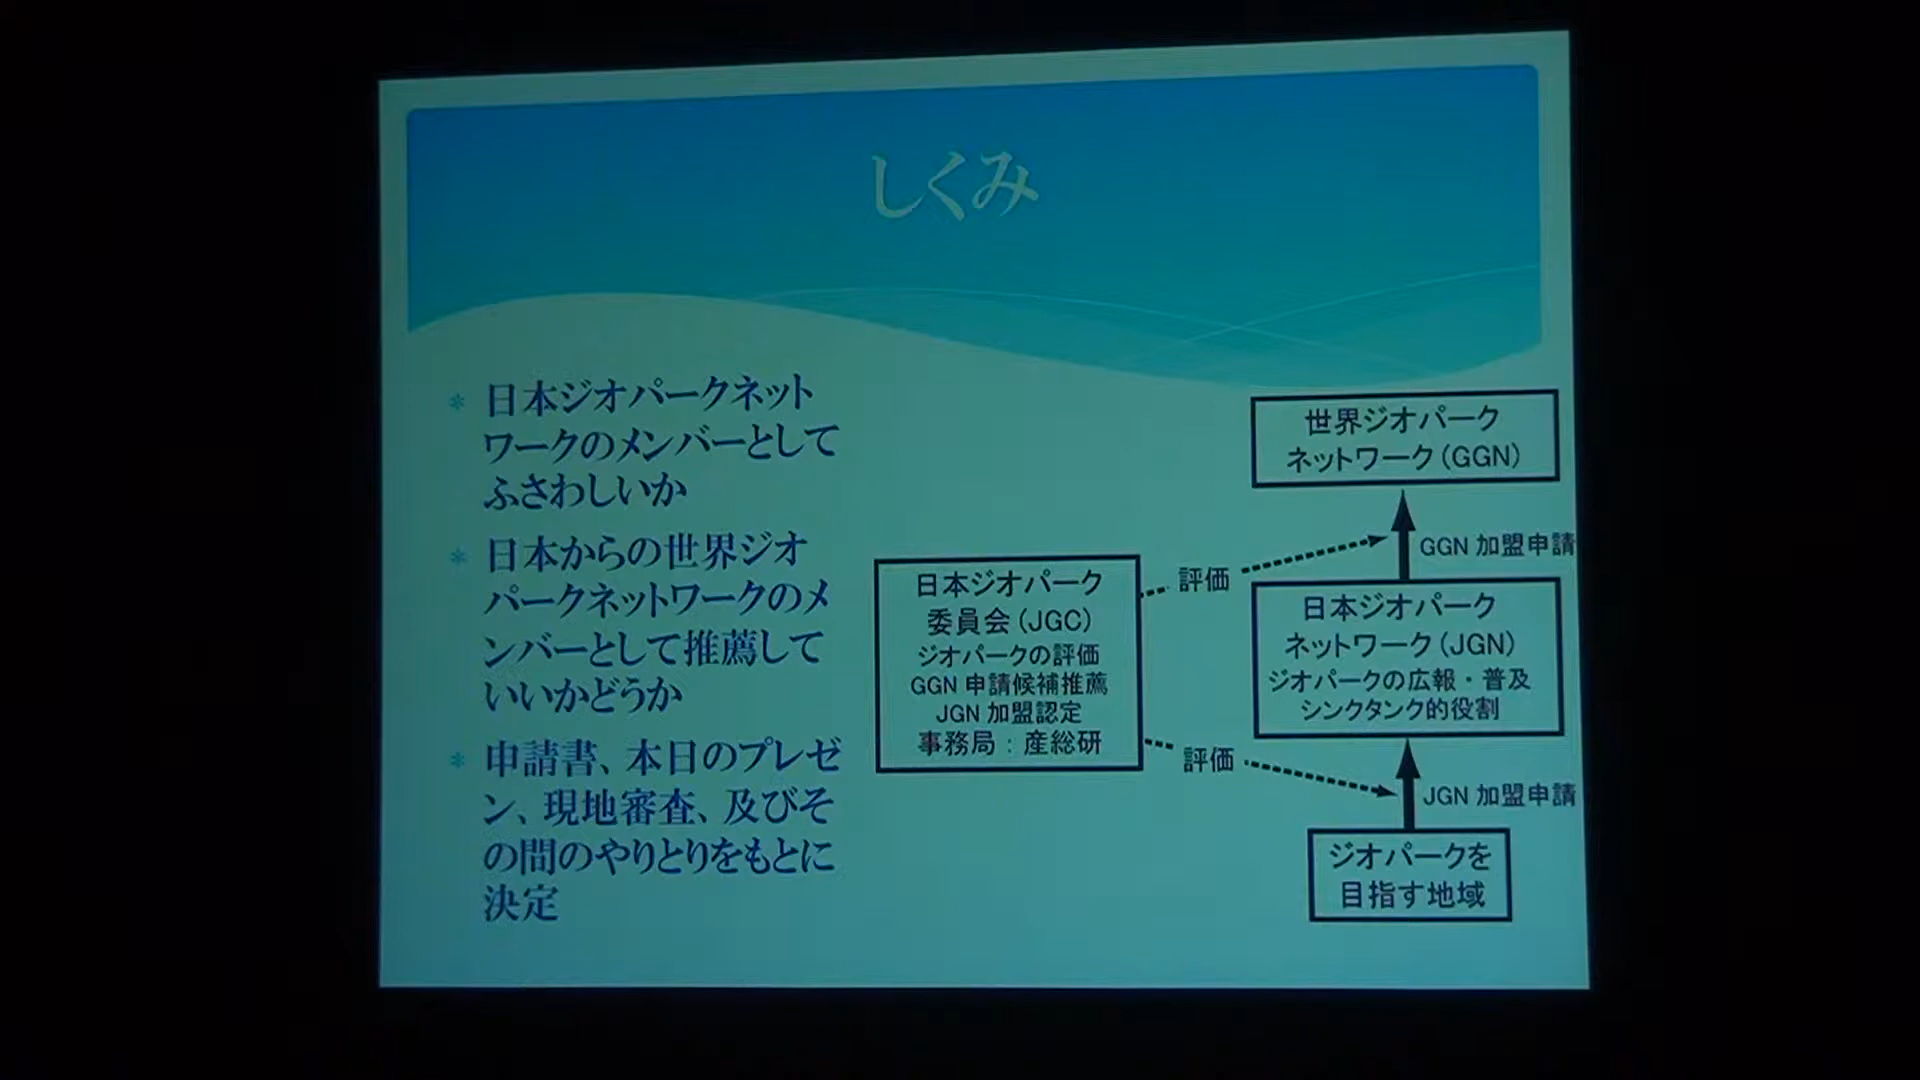 しくみ
* 日本ジオパークネット
ワークのメンバーとして
ふさわしいか
* 日本からの世界ジオ
パークネットワークのメ
ンバーとして推薦して
いいかどうか
* 申請書、本日のプレゼ
ン、現地審査、及びそ
の間のやりとりをもとに
決定
世界ジオパーク
ネットワーク(GGN)
GGN 加盟申請
評価
日本ジオパーク
委員会(JGC)
ジオパークの評価
GGN 申請候補推薦
JGN 加盟認定
事務局:産総研
日本ジオパーク
ネットワーク(JGN)
ジオパークの広報・普及
シンクタンク的役割
評価
JGN 加盟申請
ジオパークを
目指す地域